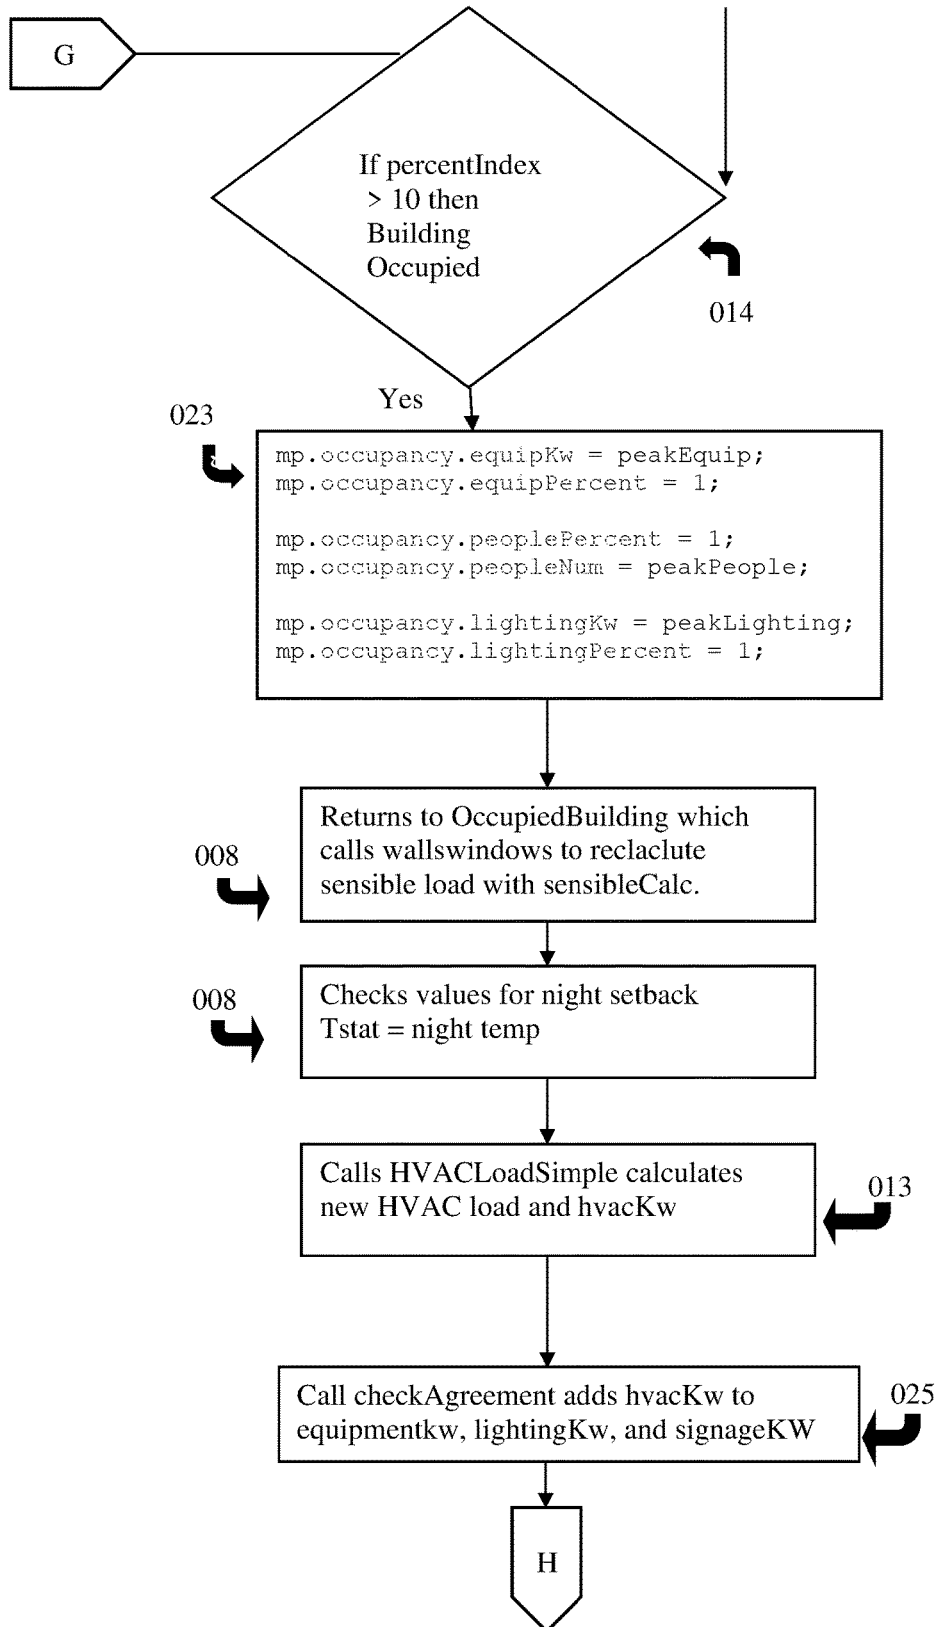 G
If percentIndex
> 10 then
Building
Occupied
014
Yes
023
mp.occupancy.equipKw = peakEquip;
mp.occupancy.equipPercent = 1;
mp.occupancy.peoplePercent = 1;
mp.occupancy.peopleNum = peakPeople;
mp.occupancy.lightingKw = peakLighting;
mp.occupancy.lightingPercent = 1;
Returns to OccupiedBuilding which
calls wallswindows to reclaclute
sensible load with sensibleCalc.
008
Checks values for night setback
Tstat = night temp
008
Calls HVACLoadSimple calculates
new HVAC load and hvacKw
013
Call checkAgreement adds hvacKw to
equipmentkw, lightingKw, and signageKW
025
H